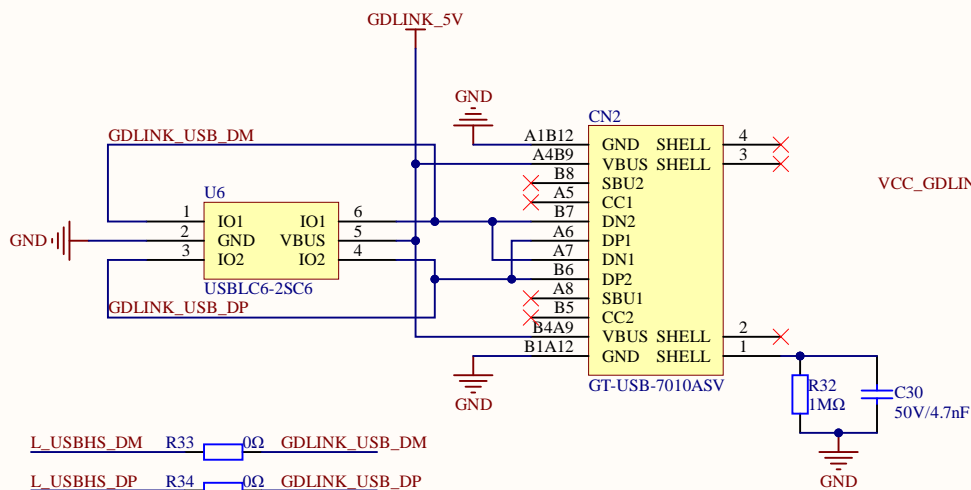 GDLINK_5V
GND
CN2
GDLINK_USB_DM
A1B12 GND SHELL 4
A4B9 VBUS SHELL 3
B8 SBU2
VCC_GDLIN
U6
A5 CC1
1 IO1 IO1 6
B7 DN2
GND 2 GND VBUS 5
A6 DP1
3 IO2 IO2 4
A7 DN1
B6 DP2
USBLC6-2SC6
A8 SBU1
GDLINK_USB_DP
B5 CC2
B4A9 VBUS SHELL 2
B1A12 GND SHELL 1
GT-USB-7010ASV
R32
1MΩ
C30
50V/4.7nF
GND
L_USBHS_DM R33 0Ω GDLINK_USB_DM
GND
L_USBHS_DP R34 0Ω GDLINK_USB_DP